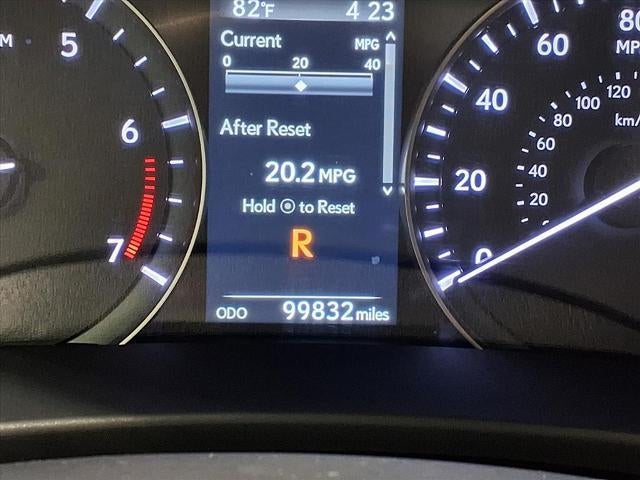 82°F 4 23
Current MPG
0 20 40
After Reset
20.2 MPG
Hold ⦿ to Reset
R
ODO 99832 miles
5
6
7
M
0
20
40
60
80
MP
20
40
60
80
100
120
km/